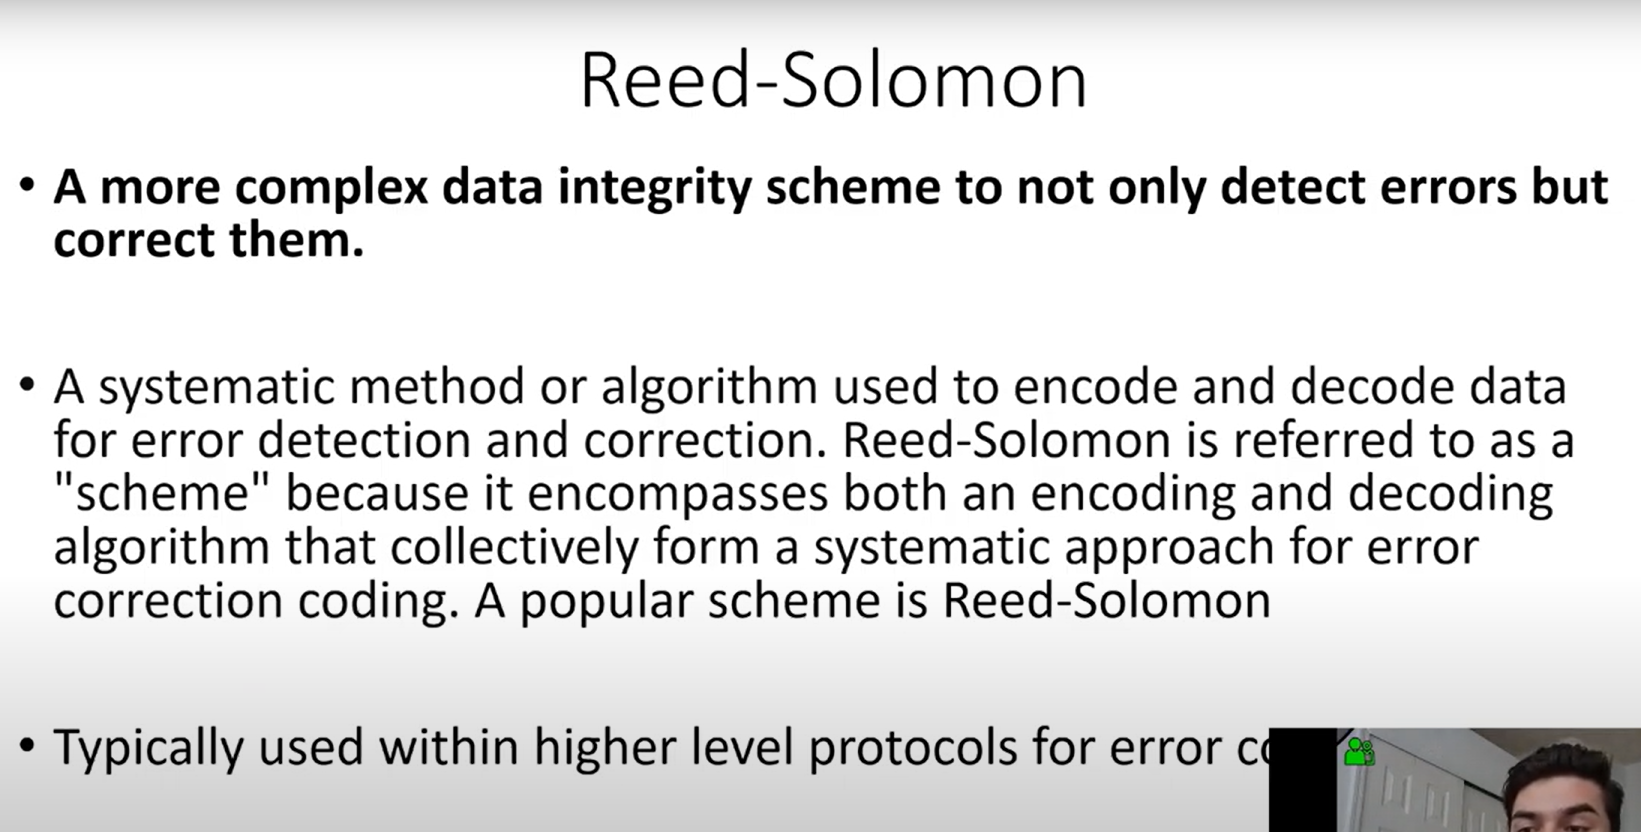 Reed-Solomon
• A more complex data integrity scheme to not only detect errors but
correct them.
• A systematic method or algorithm used to encode and decode data
for error detection and correction. Reed-Solomon is referred to as a
"scheme" because it encompasses both an encoding and decoding
algorithm that collectively form a systematic approach for error
correction coding. A popular scheme is Reed-Solomon
• Typically used within higher level protocols for error